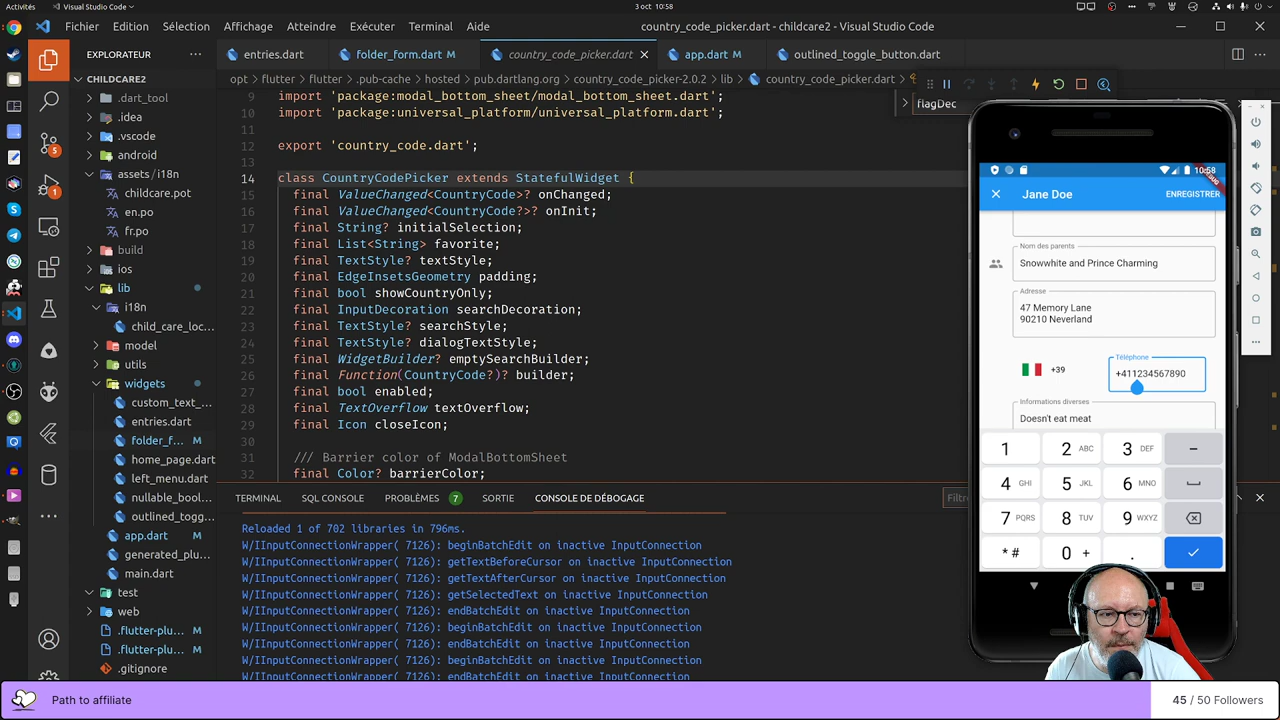 Activités
Visual Studio Code
3 oct 10:58
Fichier Edition Sélection Affichage Atteindre Exécuter Terminal Aide
country_code_picker.dart - childcare2 - Visual Studio Code
EXPLORATEUR
entries.dart
folder_form.dart M
country_code_picker.dart
app.dart M
outlined_toggle_button.dart
opt > flutter > flutter > .pub-cache > hosted > pub.dartlang.org > country_code_picker-2.0.2 > lib > country_code_picker.dart >
flagDec
CHILDCARE2
.dart_tool
.idea
.vscode
android
assets/i18n
childcare.pot
en.po
fr.po
build
ios
lib
i18n
child_care_loc...
model
utils
widgets
custom_text_...
entries.dart
folder_f... M
home_page.dart
left_menu.dart
nullable_bool...
outlined_togg...
app.dart M
generated_plu...
main.dart
test
web
.flutter-plu... M
.flutter-plu... M
.gitignore
5
1
9 import 'package:modal_bottom_sheet/modal_bottom_sheet.dart';
10 import 'package:universal_platform/universal_platform.dart';
11
12 export 'country_code.dart';
13
14 class CountryCodePicker extends StatefulWidget {
15 final ValueChanged<CountryCode>? onChanged;
16 final ValueChanged<CountryCode?>? onInit;
17 final String? initialSelection;
18 final List<String> favorite;
19 final TextStyle? textStyle;
20 final EdgeInsetsGeometry padding;
21 final bool showCountryOnly;
22 final InputDecoration searchDecoration;
23 final TextStyle? searchStyle;
24 final TextStyle? dialogTextStyle;
25 final WidgetBuilder? emptySearchBuilder;
26 final Function(CountryCode?)? builder;
27 final bool enabled;
28 final TextOverflow textOverflow;
29 final Icon closeIcon;
30
31 /// Barrier color of ModalBottomSheet
32 final Color? barrierColor;
TERMINAL SQL CONSOLE PROBLÈMES 7 SORTIE CONSOLE DE DÉBOGAGE
Filtre
Reloaded 1 of 702 libraries in 796ms.
W/IInputConnectionWrapper( 7126): beginBatchEdit on inactive InputConnection
W/IInputConnectionWrapper( 7126): getTextBeforeCursor on inactive InputConnection
W/IInputConnectionWrapper( 7126): getTextAfterCursor on inactive InputConnection
W/IInputConnectionWrapper( 7126): getSelectedText on inactive InputConnection
W/IInputConnectionWrapper( 7126): endBatchEdit on inactive InputConnection
W/IInputConnectionWrapper( 7126): beginBatchEdit on inactive InputConnection
W/IInputConnectionWrapper( 7126): endBatchEdit on inactive InputConnection
W/IInputConnectionWrapper( 7126): beginBatchEdit on inactive InputConnection
W/IInputConnectionWrapper( 7126): endBatchEdit on inactive InputConnection
10:58
Jane Doe
ENREGISTRER
Nom des parents
Snowwhite and Prince Charming
Adresse
47 Memory Lane
90210 Neverland
+39
Téléphone
+411234567890
Informations diverses
Doesn't eat meat
1 2 ABC 3 DEF −
4 GHI 5 JKL 6 MNO
7 PQRS 8 TUV 9 WXYZ
* # 0 + .
Path to affiliate
45 / 50 Followers